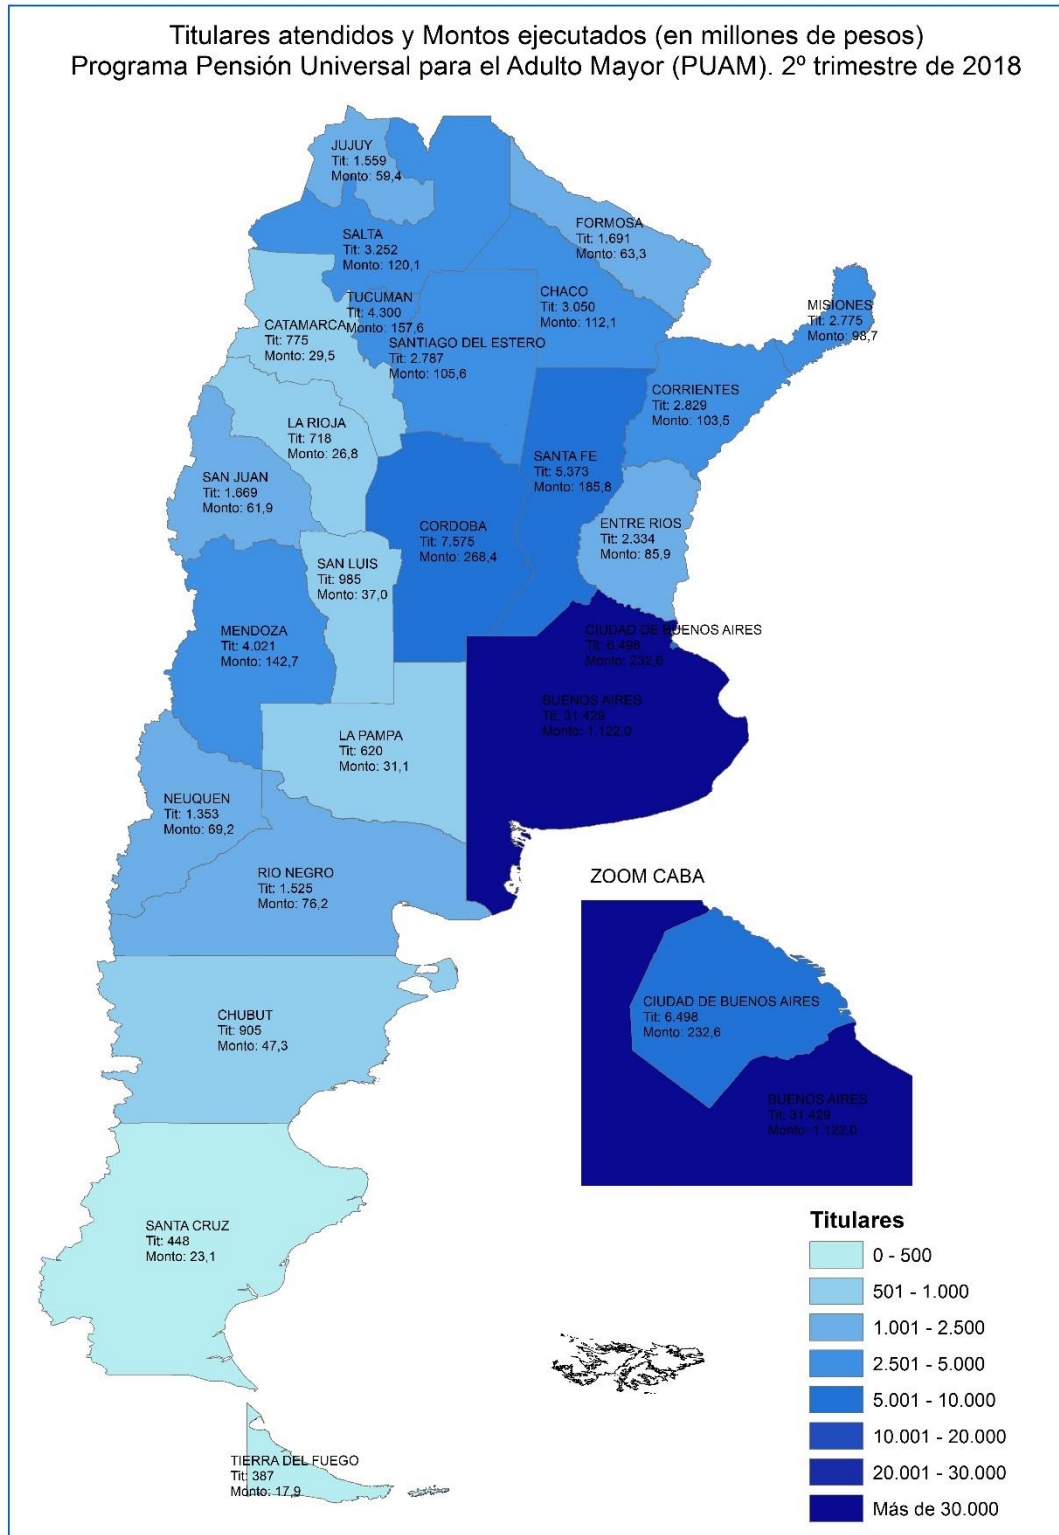 Titulares atendidos y Montos ejecutados (en millones de pesos)
Programa Pensión Universal para el Adulto Mayor (PUAM). 2º trimestre de 2018
JUJUY
Tit: 1.559
Monto: 59,4
FORMOSA
Tit: 1.691
Monto: 63,3
SALTA
Tit: 3.252
Monto: 120,1
CHACO
Tit: 3.050
Monto: 112,1
TUCUMAN
Tit: 4.300
Monto: 157,6
MISIONES
Tit: 2.775
Monto: 98,7
CATAMARCA
Tit: 775
Monto: 29,5
SANTIAGO DEL ESTERO
Tit: 2.787
Monto: 105,6
CORRIENTES
Tit: 2.829
Monto: 103,5
LA RIOJA
Tit: 718
Monto: 26,8
SANTA FE
Tit: 5.373
Monto: 185,8
SAN JUAN
Tit: 1.669
Monto: 61,9
CORDOBA
Tit: 7.575
Monto: 268,4
ENTRE RIOS
Tit: 2.334
Monto: 85,9
SAN LUIS
Tit: 985
Monto: 37,0
MENDOZA
Tit: 4.021
Monto: 142,7
CIUDAD DE BUENOS AIRES
Tit: 6.498
Monto: 232,6
BUENOS AIRES
Tit: 31.429
Monto: 1.122,0
LA PAMPA
Tit: 620
Monto: 31,1
NEUQUEN
Tit: 1.353
Monto: 69,2
RIO NEGRO
Tit: 1.525
Monto: 76,2
ZOOM CABA
CIUDAD DE BUENOS AIRES
Tit: 6.498
Monto: 232,6
BUENOS AIRES
Tit: 31.429
Monto: 1.122,0
CHUBUT
Tit: 905
Monto: 47,3
SANTA CRUZ
Tit: 448
Monto: 23,1
TIERRA DEL FUEGO
Tit: 387
Monto: 17,9
Titulares
0 - 500
501 - 1.000
1.001 - 2.500
2.501 - 5.000
5.001 - 10.000
10.001 - 20.000
20.001 - 30.000
Más de 30.000